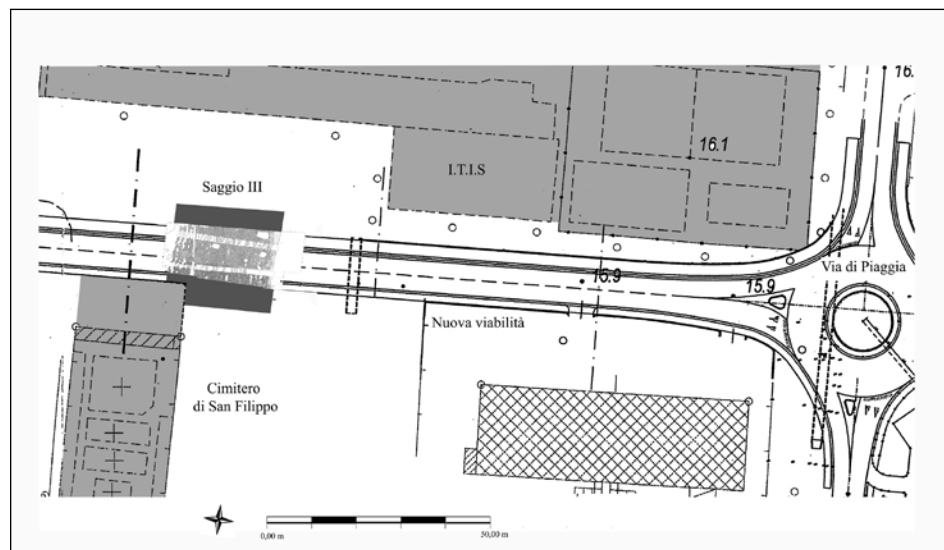 16.
16.1
I.T.I.S
Saggio III
Via di Piaggia
15.9
15.9
Nuova viabilità
Cimitero
di San Filippo
0,00 m
50,00 m